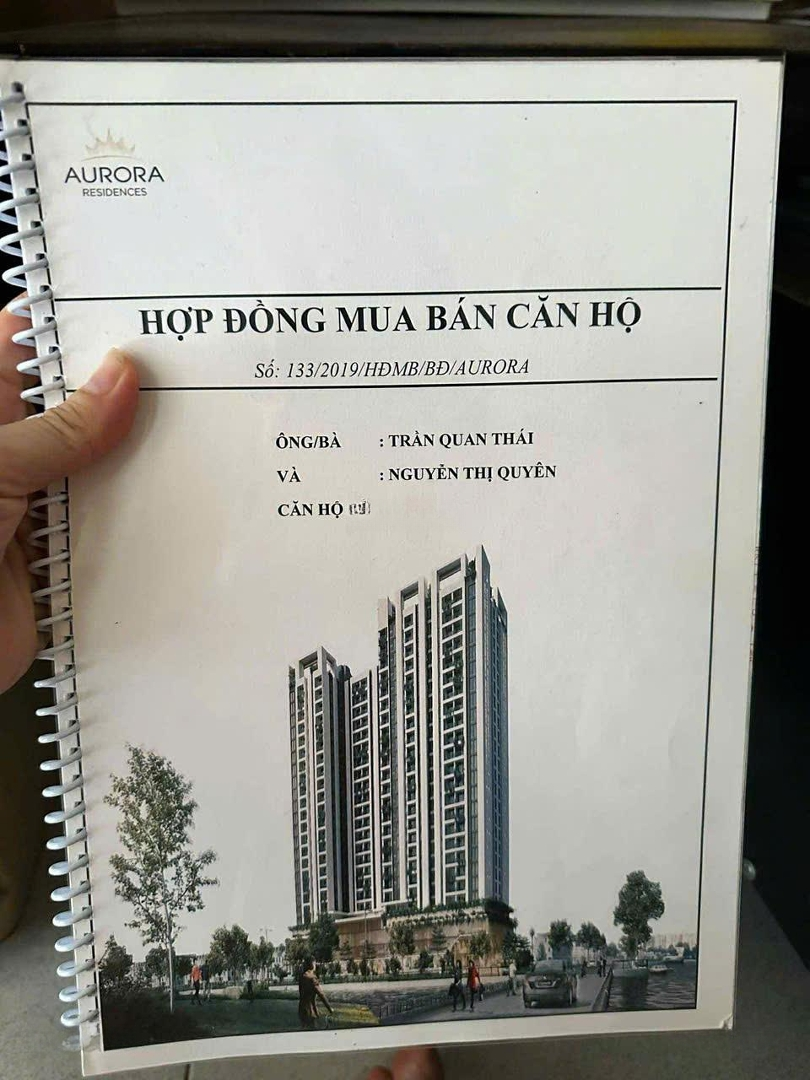 AURORA
RESIDENCES
HỢP ĐỒNG MUA BÁN CĂN HỘ
Số: 133/2019/HĐMB/BĐ/AURORA
ÔNG/BÀ : TRẦN QUAN THÁI
VÀ : NGUYỄN THỊ QUYÊN
CĂN HỘ